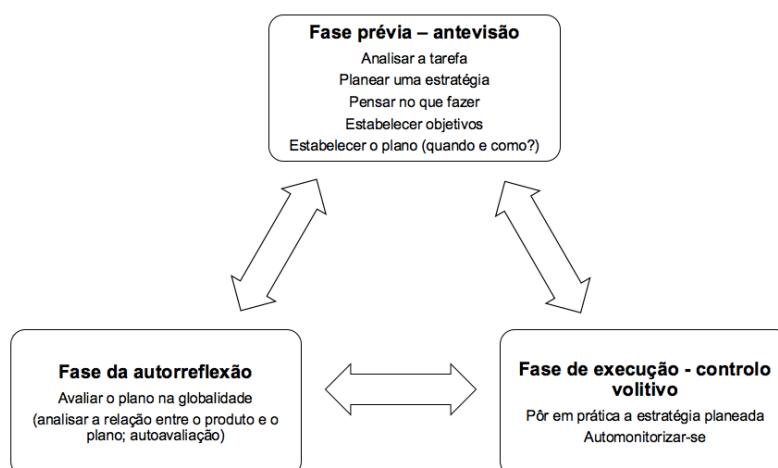 Fase prévia – antevisão
Analisar a tarefa
Planear uma estratégia
Pensar no que fazer
Estabelecer objetivos
Estabelecer o plano (quando e como?)
Fase da autorreflexão
Avaliar o plano na globalidade
(analisar a relação entre o produto e o
plano; autoavaliação)
Fase de execução - controlo
volitivo
Pôr em prática a estratégia planeada
Automonitorizar-se